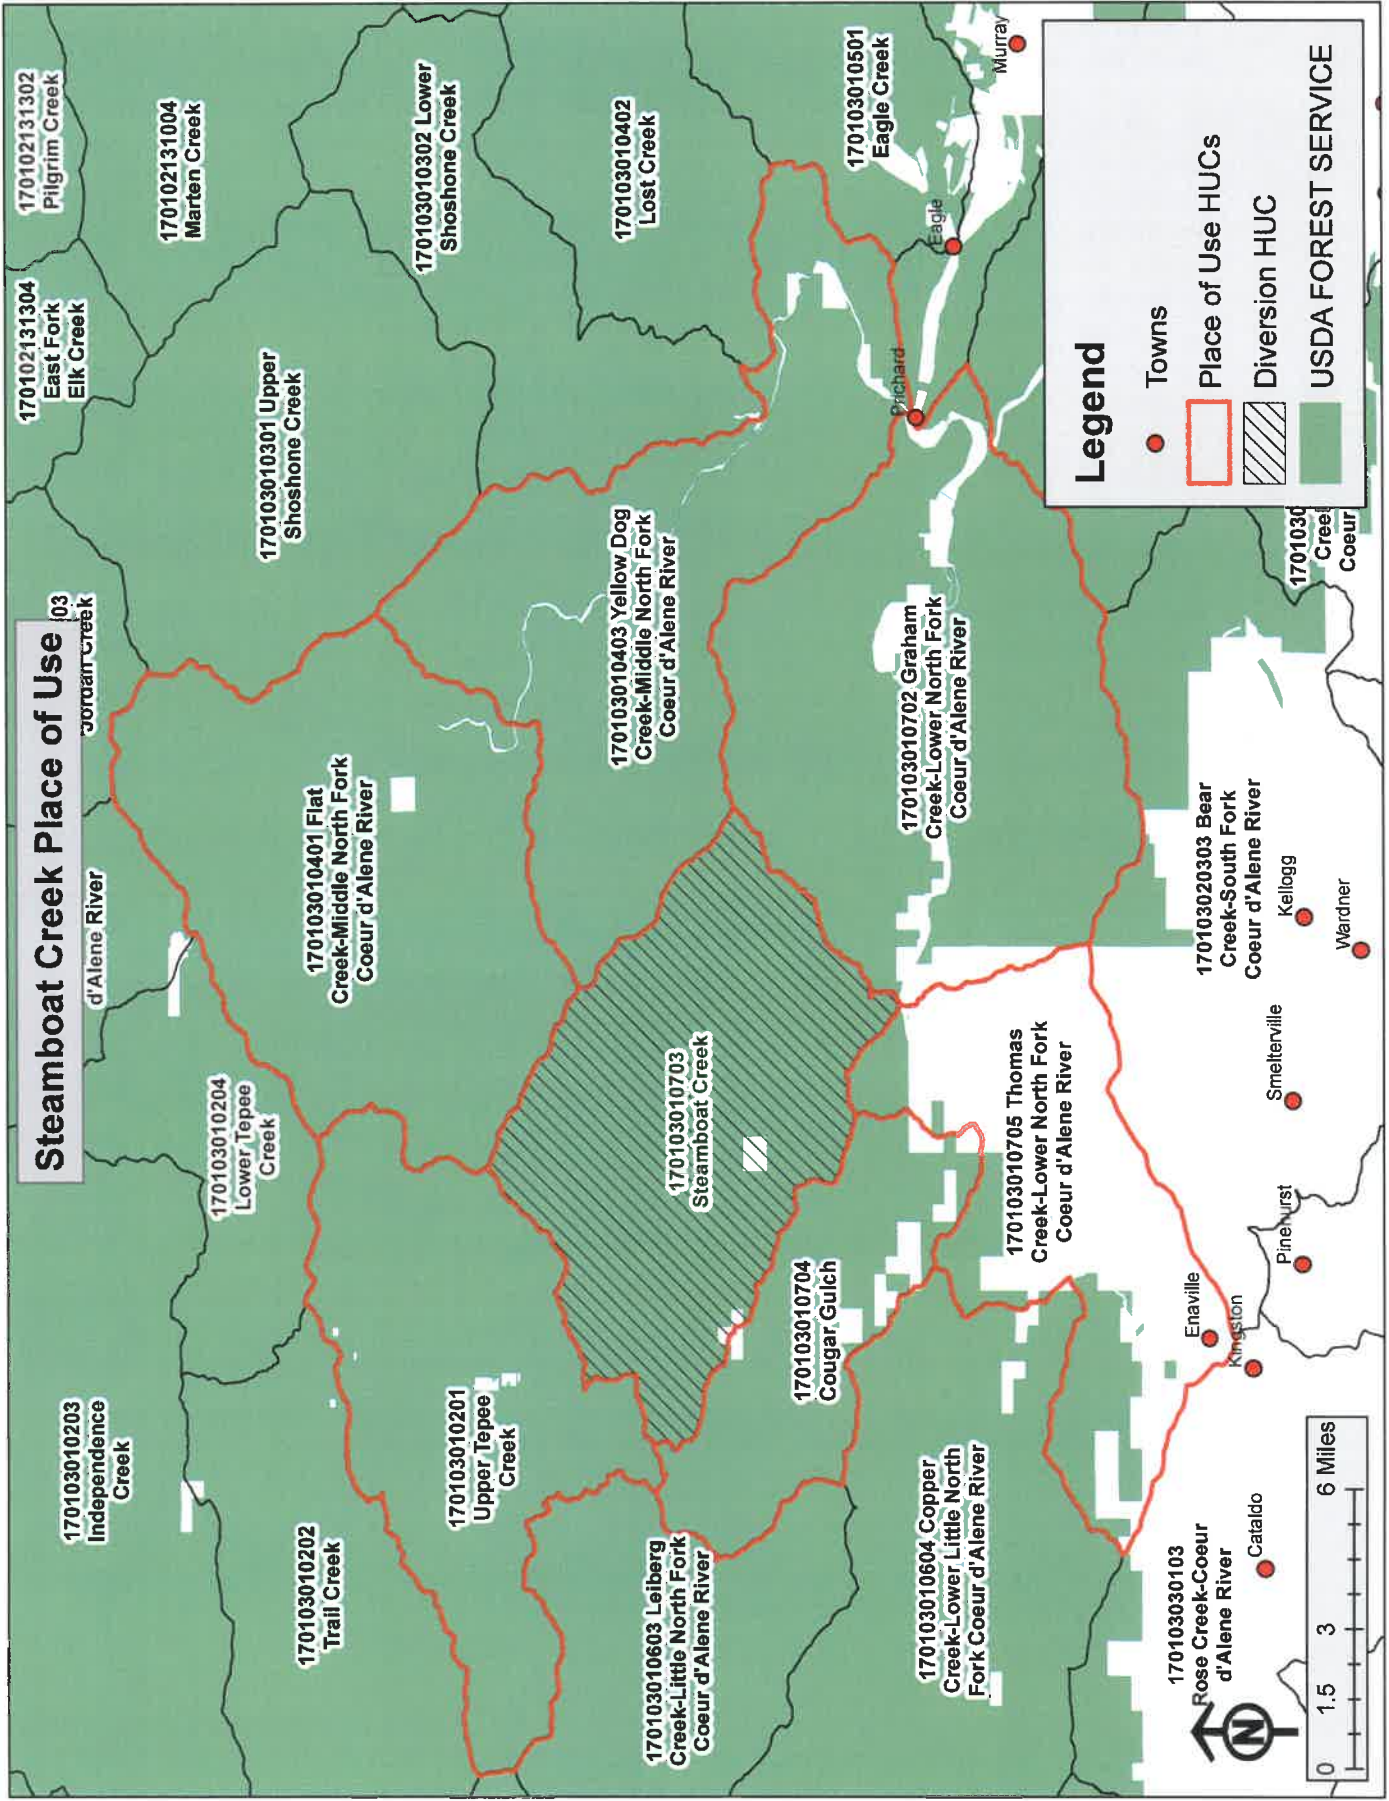 Steamboat Creek Place of Use
170103010203
Independence
Creek
170103010202
Trail Creek
170103010204
Lower Tepee
Creek
d'Alene River
03
Jordan Creek
170102131304
East Fork
Elk Creek
170102131302
Pilgrim Creek
170102131004
Marten Creek
170103010301 Upper
Shoshone Creek
170103010302 Lower
Shoshone Creek
170103010401 Flat
Creek-Middle North Fork
Coeur d'Alene River
170103010201
Upper Tepee
Creek
170103010402
Lost Creek
170103010403 Yellow Dog
Creek-Middle North Fork
Coeur d'Alene River
170103010703
Steamboat Creek
170103010603 Leiberg
Creek-Little North Fork
Coeur d'Alene River
170103010704
Cougar Gulch
170103010501
Eagle Creek
Murray
Eagle
Prichard
170103010702 Graham
Creek-Lower North Fork
Coeur d'Alene River
170103010604 Copper
Creek-Lower Little North
Fork Coeur d'Alene River
170103010705 Thomas
Creek-Lower North Fork
Coeur d'Alene River
170103020303 Bear
Creek-South Fork
Coeur d'Alene River
Kellogg
Wardner
Smelterville
Pinehurst
Enaville
Kingston
Cataldo
170103030103
Rose Creek-Coeur
d'Alene River
1701030
Creek
Coeur
N
0 1.5 3 6 Miles
Legend
Towns
Place of Use HUCs
Diversion HUC
USDA FOREST SERVICE